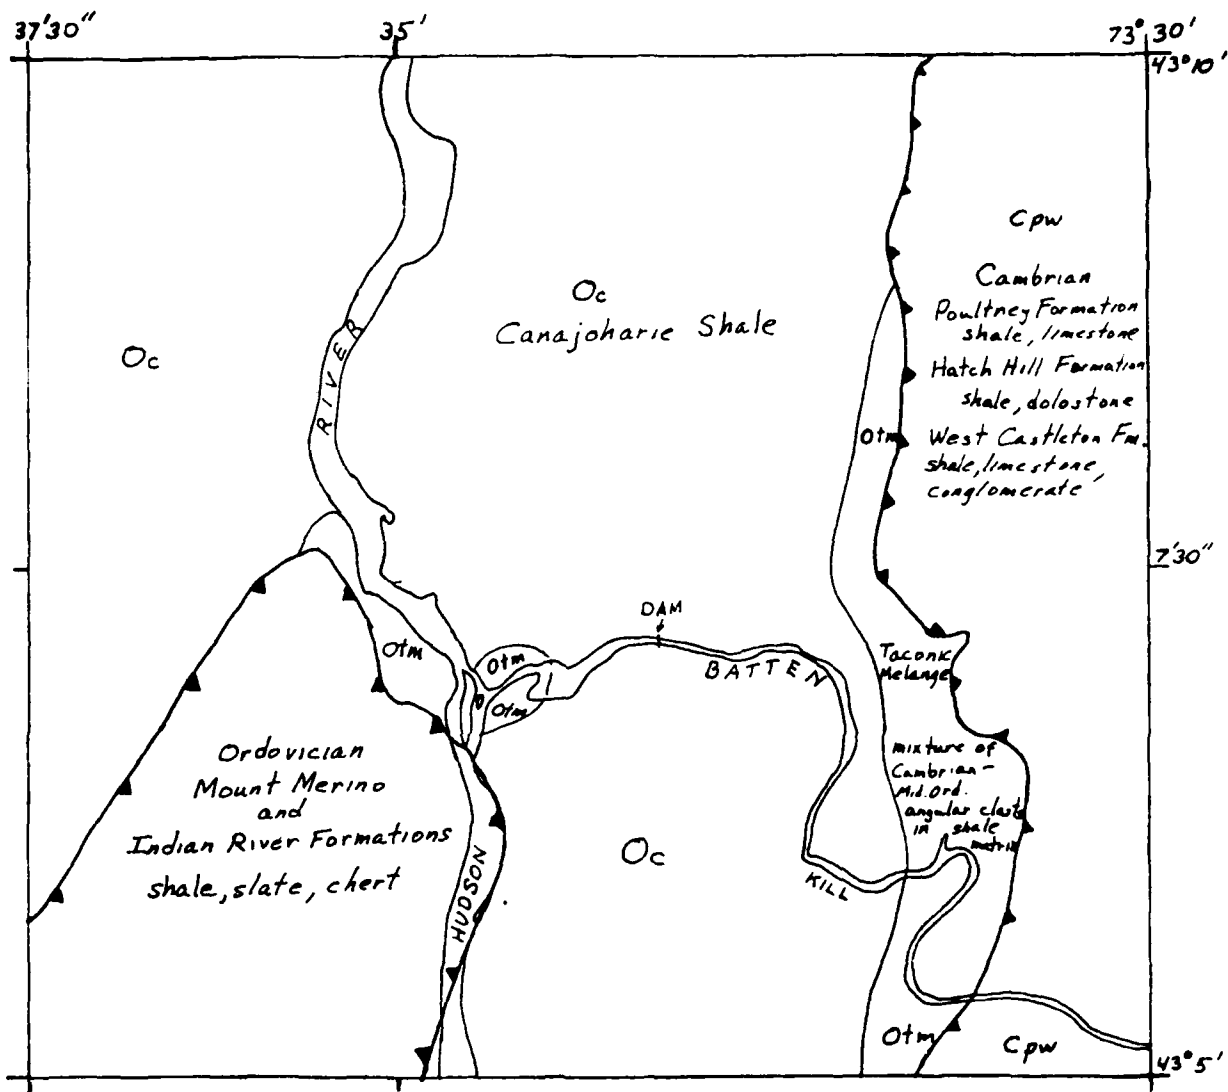 37'30"
35'
73° 30'
43°10'
Cpw
Cambrian
Poultney Formation
shale, limestone
Hatch Hill Formation
shale, dolostone
West Castleton Fm.
shale, limestone,
conglomerate
Oc
Canajoharie Shale
Oc
RIVER
Otm
7'30"
DAM
BATTEN
Otm
Otm
Otm
Taconic
Melange
mixture of
Cambrian-
Mid. Ord.
angular clasts
in shale
matrix
Ordovician
Mount Merino
and
Indian River Formations
shale, slate, chert
Oc
KILL
HUDSON
Otm
Cpw
43°5'
35'